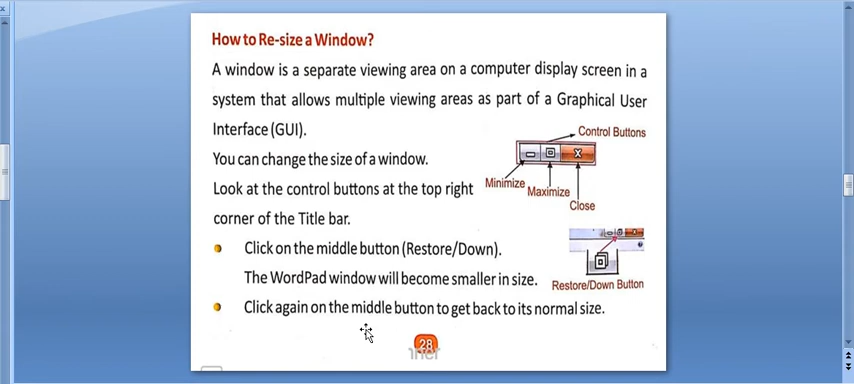 How to Re-size a Window?
A window is a separate viewing area on a computer display screen in a
system that allows multiple viewing areas as part of a Graphical User
Interface (GUI).
Control Buttons
You can change the size of a window.
Minimize
Maximize
Close
Look at the control buttons at the top right
corner of the Title bar.
Click on the middle button (Restore/Down).
The WordPad window will become smaller in size.
Restore/Down Button
Click again on the middle button to get back to its normal size.
28